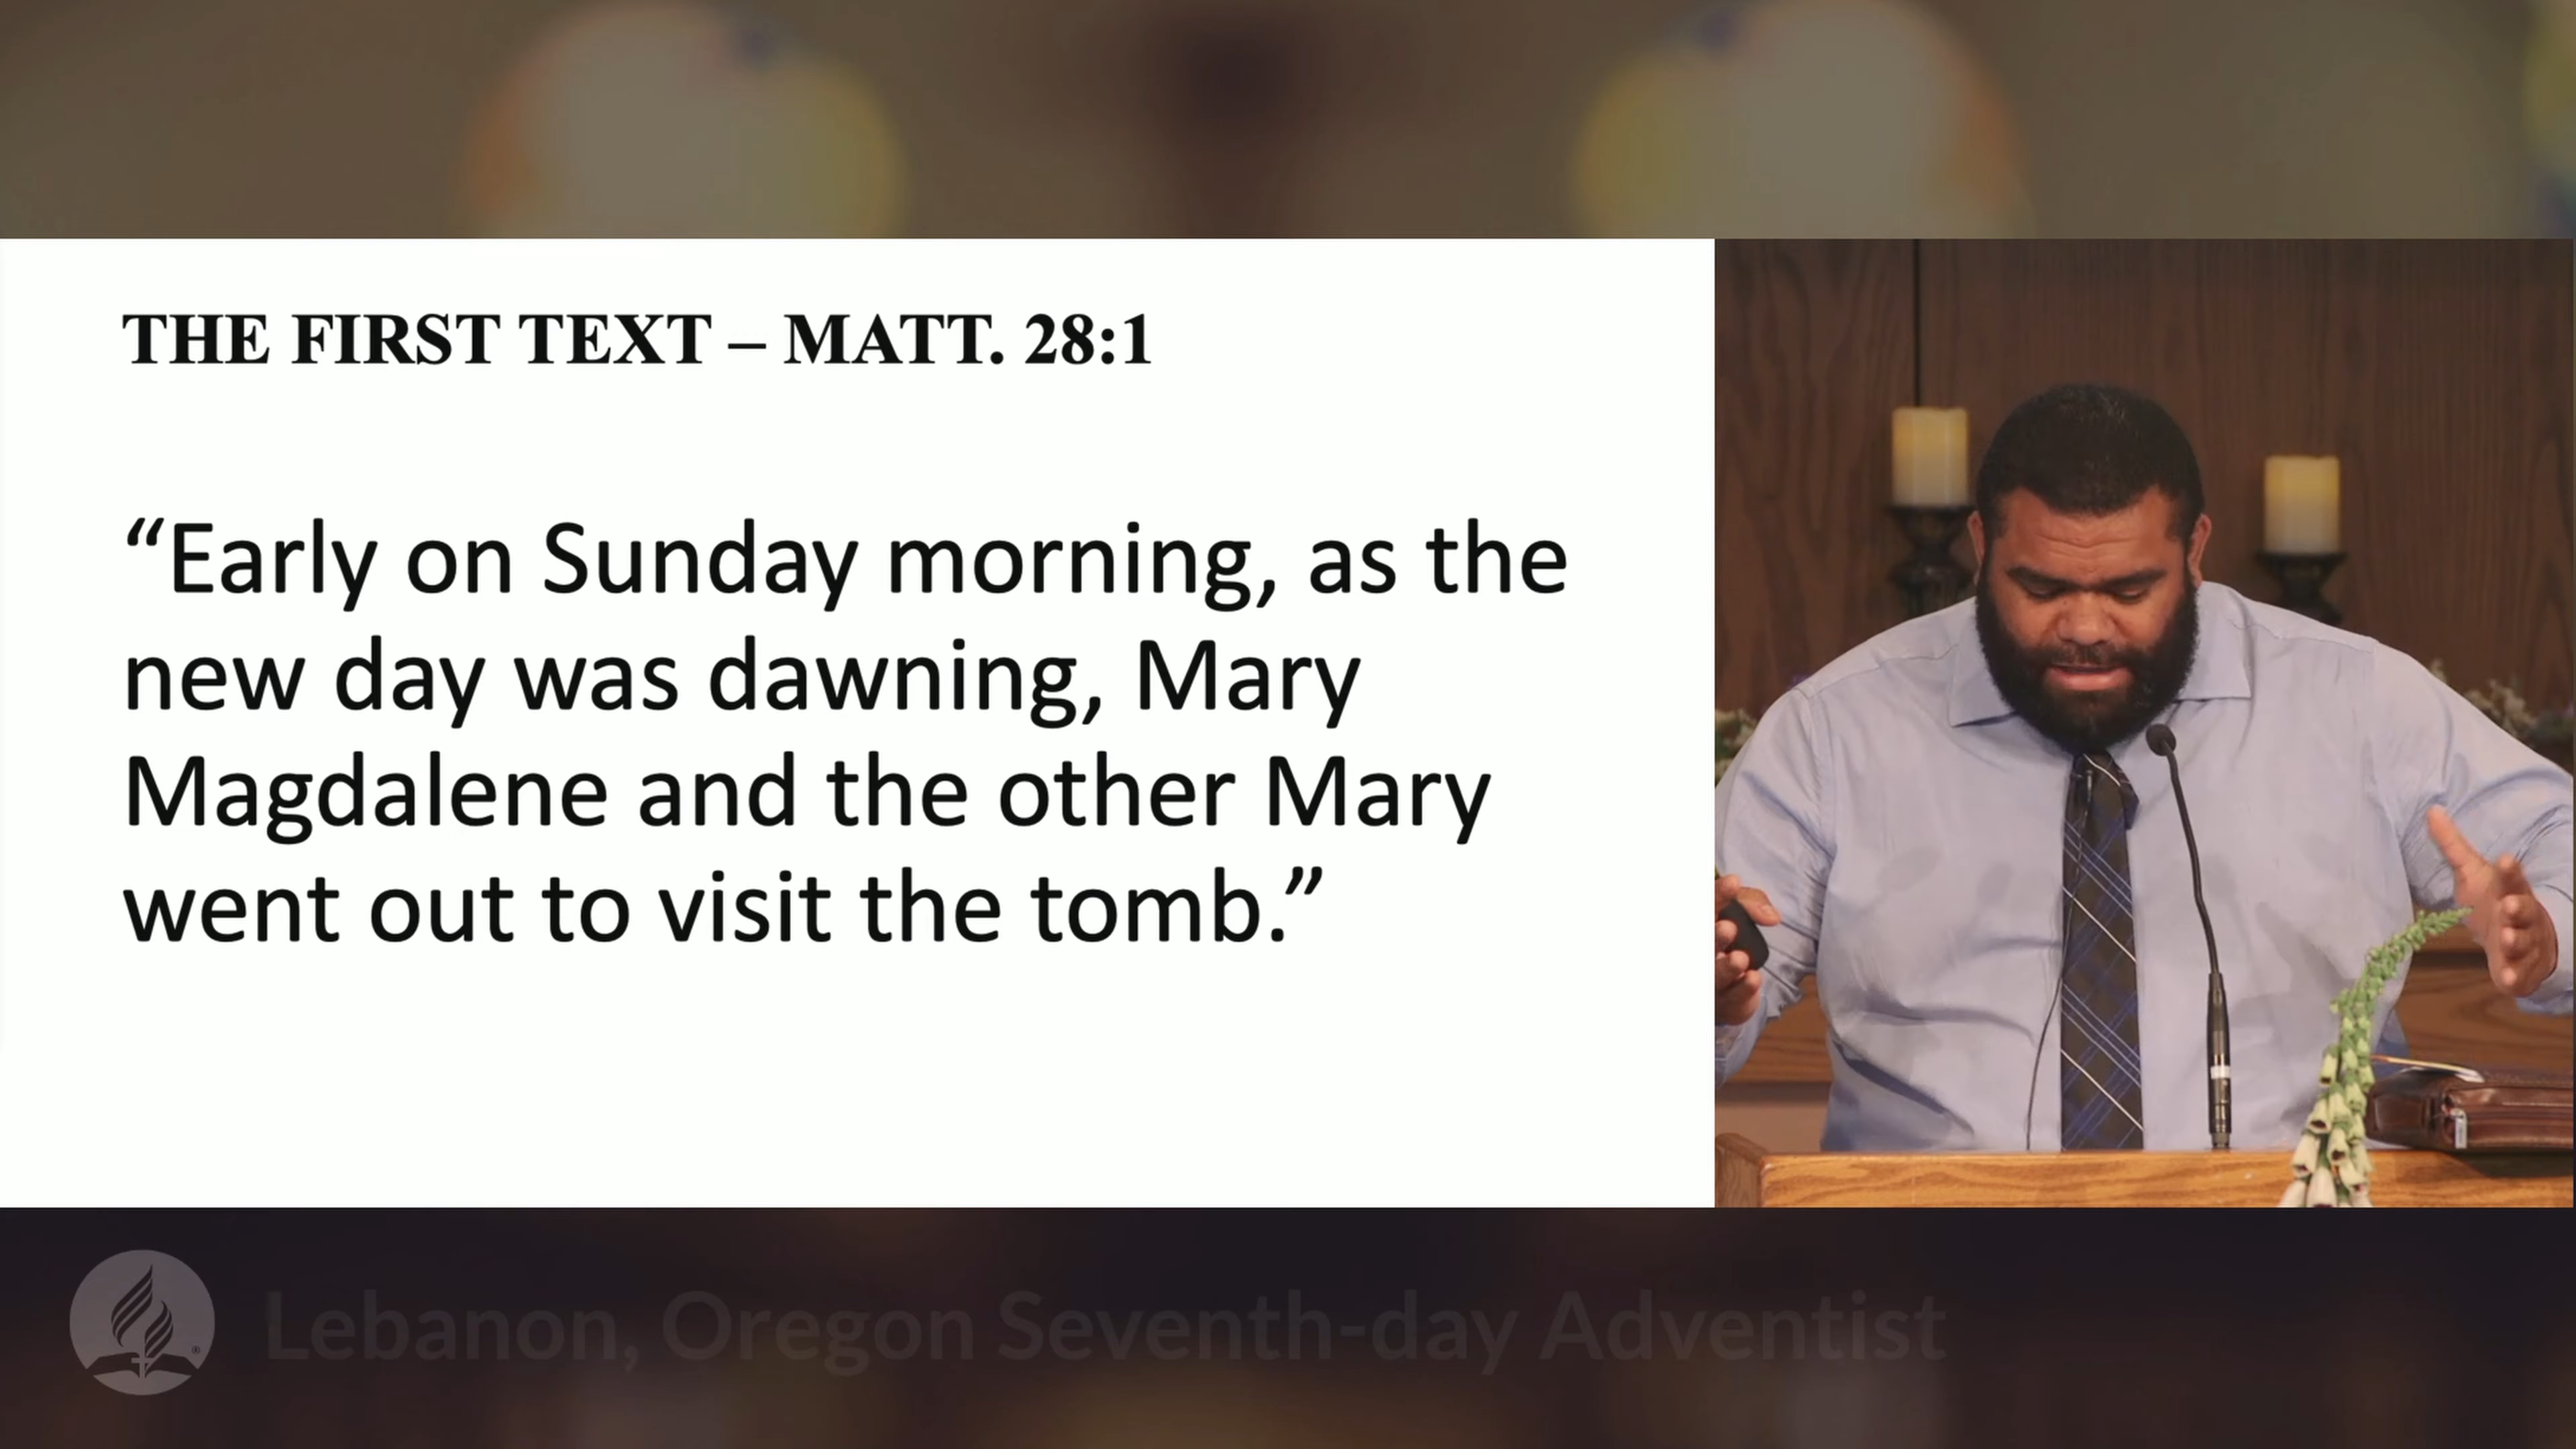 THE FIRST TEXT – MATT. 28:1
“Early on Sunday morning, as the
new day was dawning, Mary
Magdalene and the other Mary
went out to visit the tomb.”
Lebanon, Oregon Seventh-day Adventist